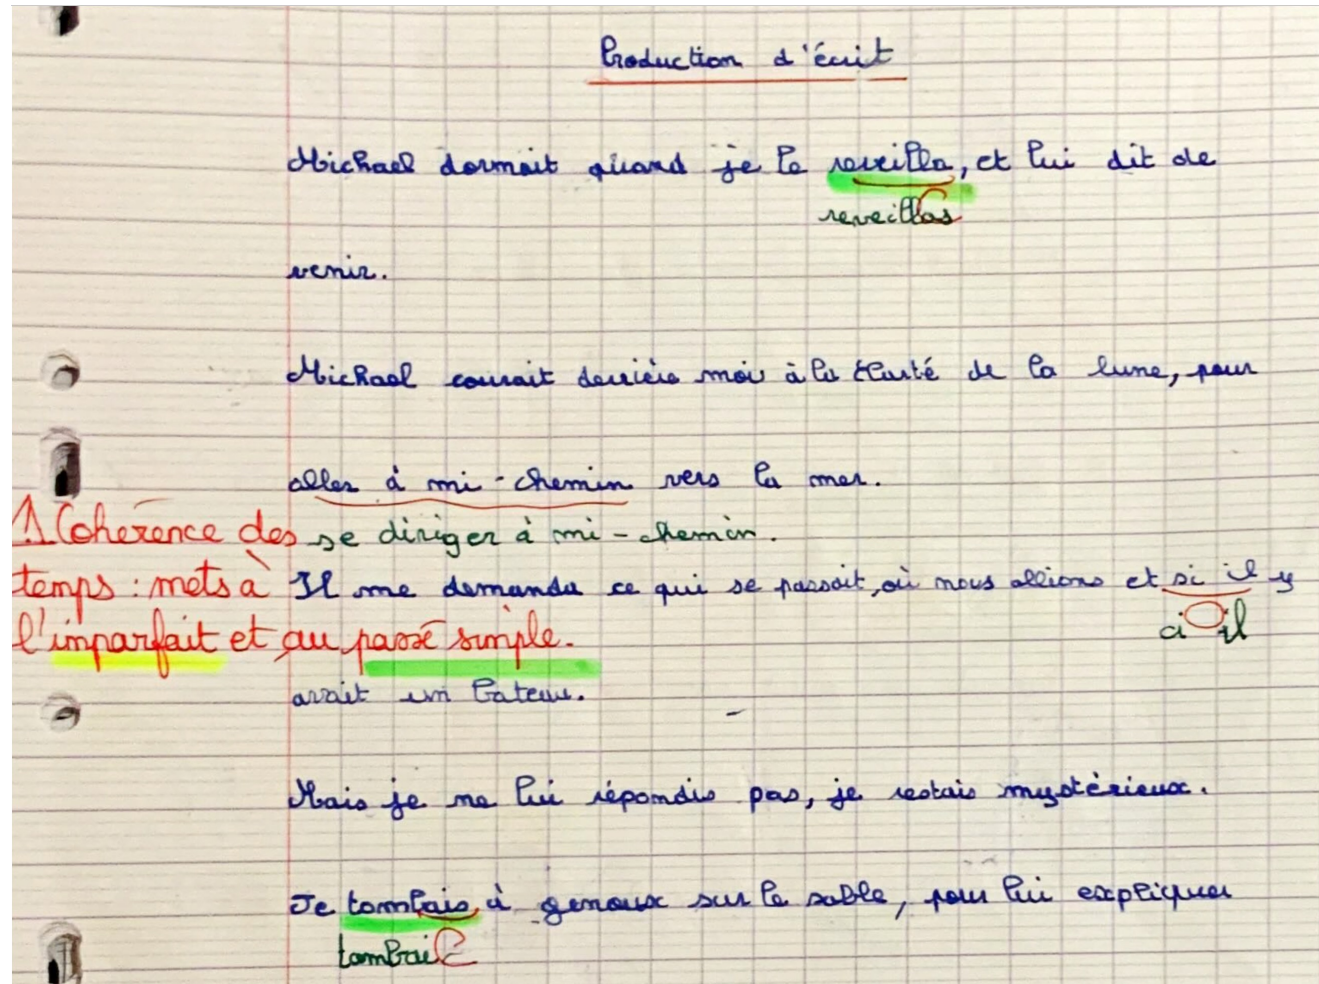 Production d'écrit
Michael dormait quand je le reveilla, et lui dit de
reveillas
venir.
Michael courait derrière moi à la clarté de la lune, pour
aller à mi-chemin vers la mer.
⚠ Cohérence des
temps : mets à
l'imparfait et au passé simple.
se diriger à mi-chemin.
Il me demanda ce qui se passait, où nous allions et si il y
ci il
avait un bateau.
Mais je ne lui répondis pas, je restais mystérieux.
Je tombais à genoux sur le sable, pour lui expliquer
tombai